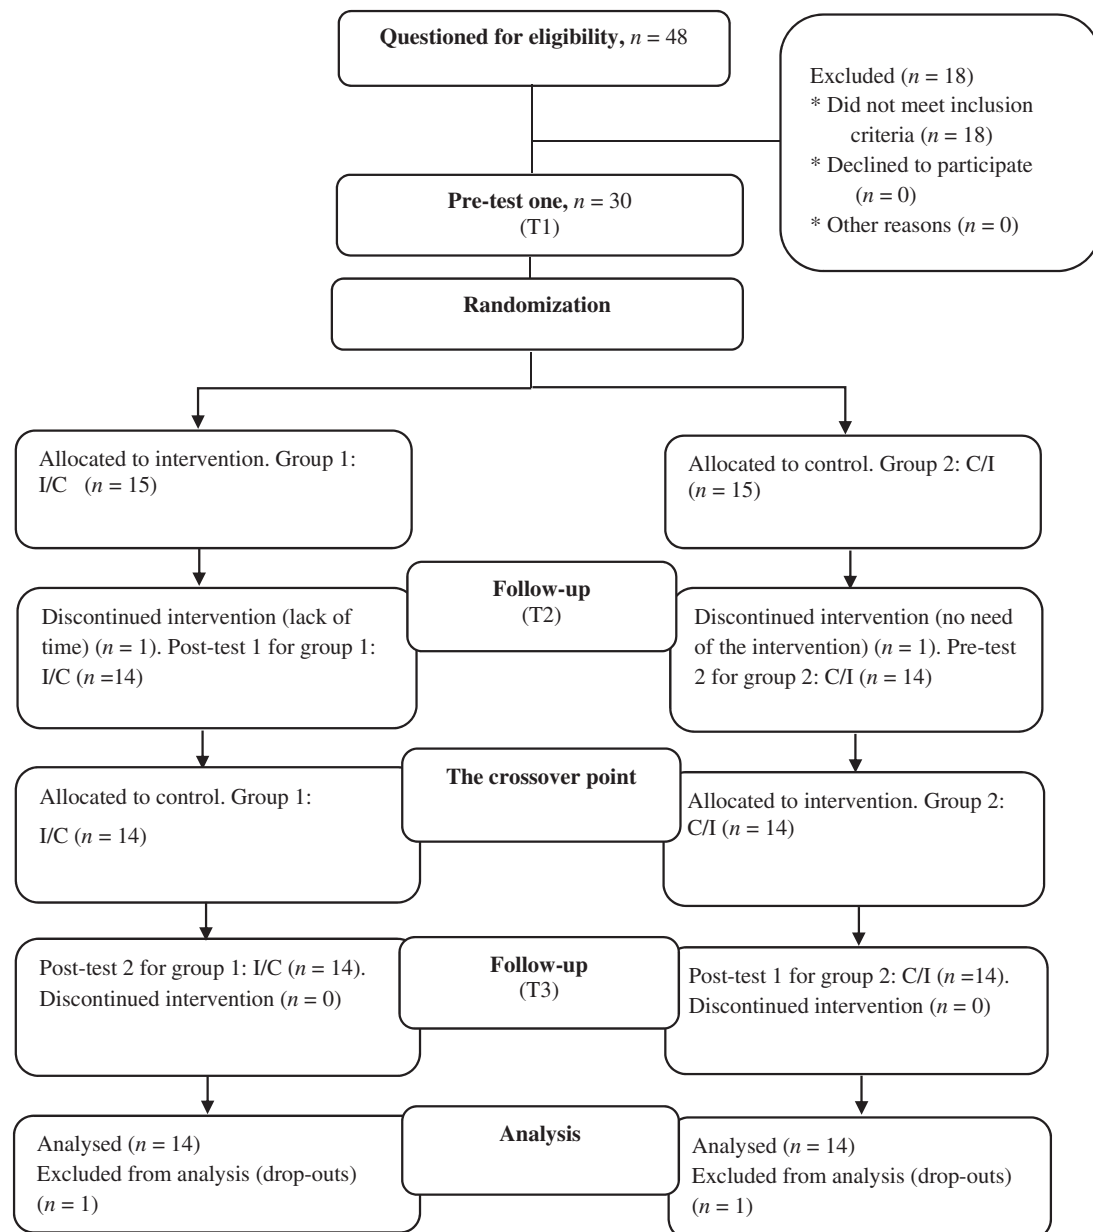 Questioned for eligibility, n = 48
Excluded (n = 18)
* Did not meet inclusion
criteria (n = 18)
* Declined to participate
(n = 0)
* Other reasons (n = 0)
Pre-test one, n = 30
(T1)
Randomization
Allocated to intervention. Group 1:
I/C (n = 15)
Allocated to control. Group 2: C/I
(n = 15)
Follow-up
(T2)
Discontinued intervention (lack of
time) (n = 1). Post-test 1 for group 1:
I/C (n =14)
Discontinued intervention (no need
of the intervention) (n = 1). Pre-test
2 for group 2: C/I (n = 14)
The crossover point
Allocated to control. Group 1:
I/C (n = 14)
Allocated to intervention. Group 2:
C/I (n = 14)
Follow-up
(T3)
Post-test 2 for group 1: I/C (n = 14).
Discontinued intervention (n = 0)
Post-test 1 for group 2: C/I (n =14).
Discontinued intervention (n = 0)
Analysis
Analysed (n = 14)
Excluded from analysis (drop-outs)
(n = 1)
Analysed (n = 14)
Excluded from analysis (drop-outs)
(n = 1)